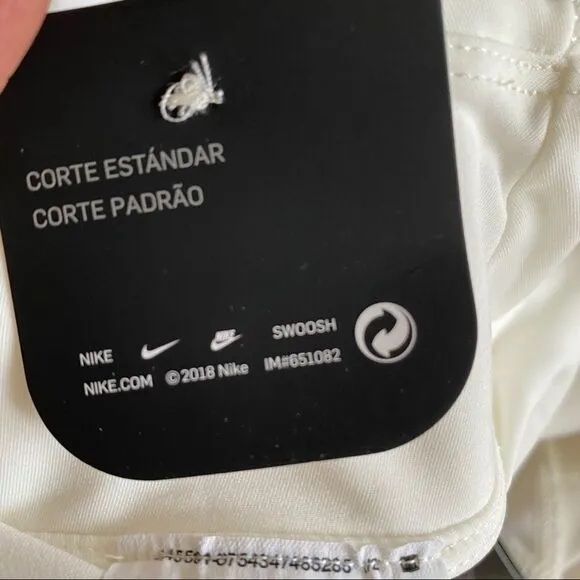 CORTE ESTÁNDAR
CORTE PADRÃO
NIKE SWOOSH
NIKE.COM ©2018 Nike IM#651082